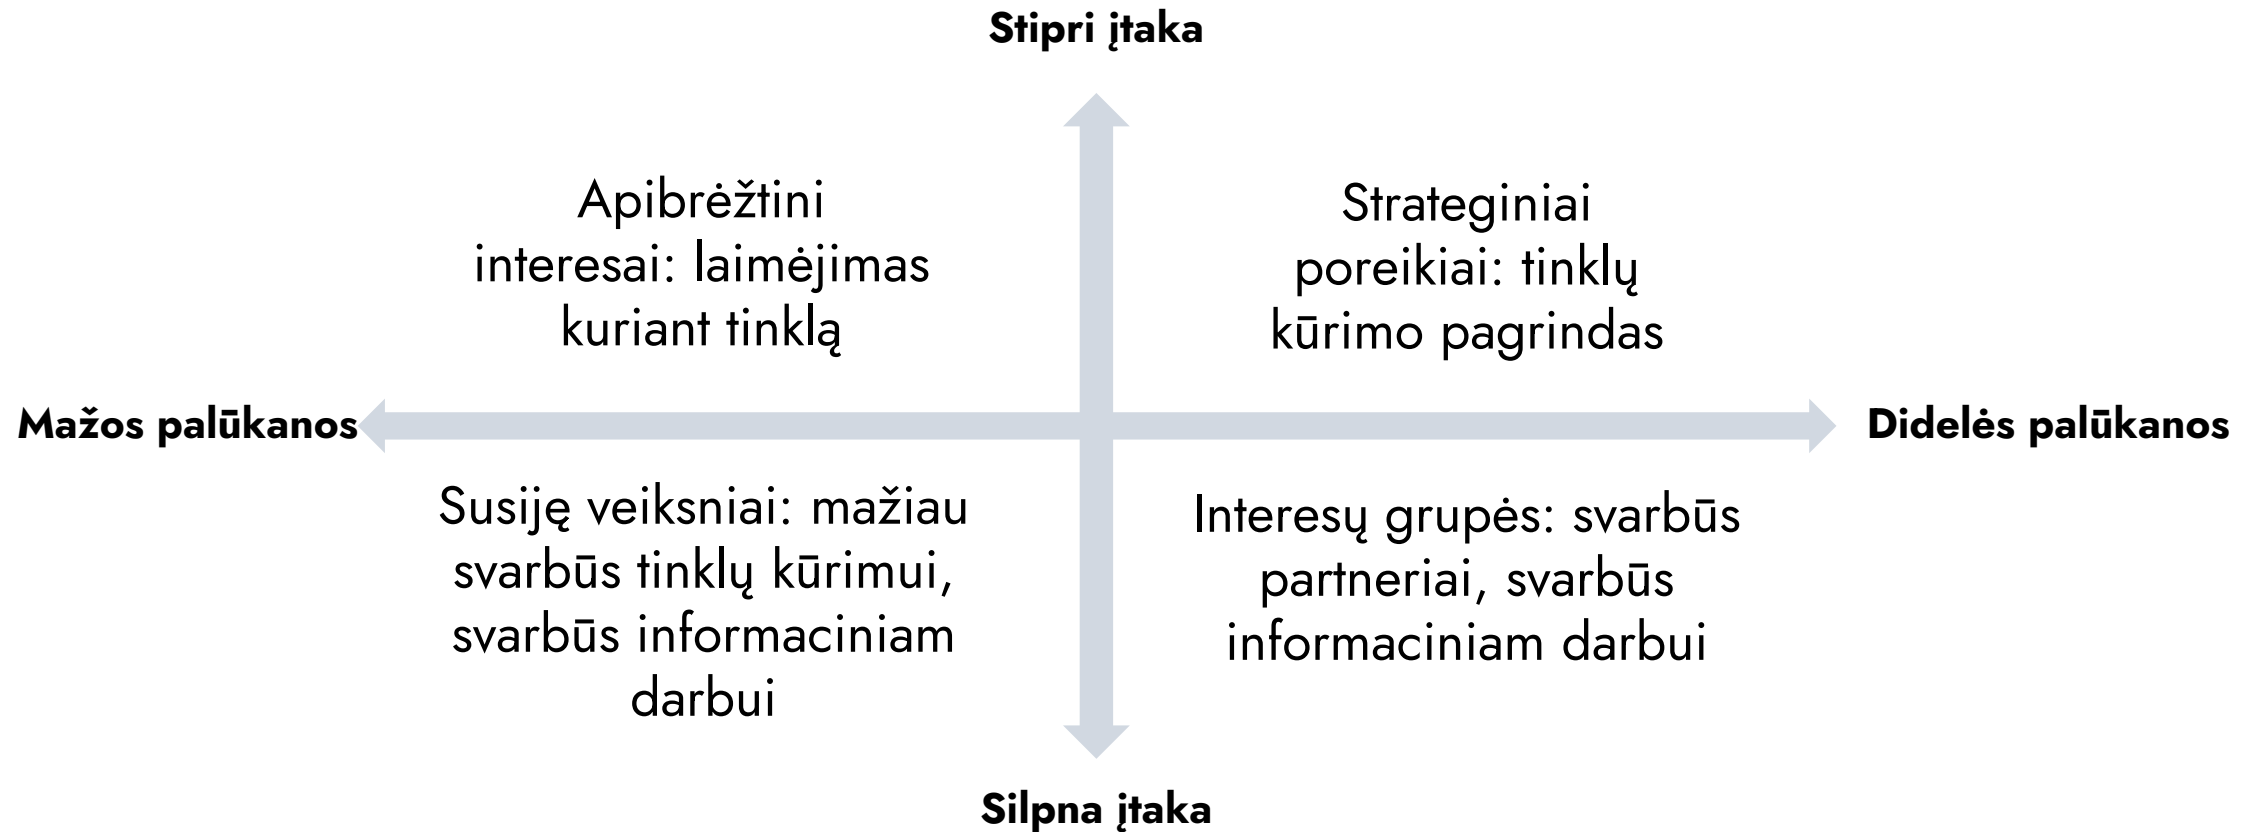 Stipri įtaka
Apibrėžtini
interesai: laimėjimas
kuriant tinklą
Strateginiai
poreikiai: tinklų
kūrimo pagrindas
Mažos palūkanos
Didelės palūkanos
Susiję veiksniai: mažiau
svarbūs tinklų kūrimui,
svarbūs informaciniam
darbui
Interesų grupės: svarbūs
partneriai, svarbūs
informaciniam darbui
Silpna įtaka